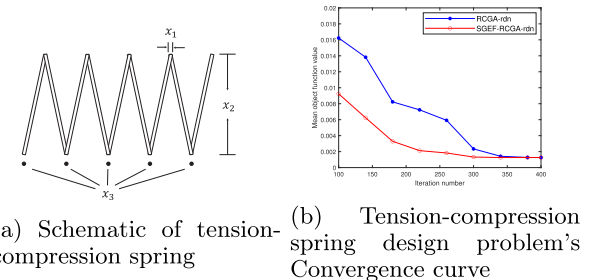 x₁
x₂
x₃
a) Schematic of tension-
compression spring
0.02
0.018
0.016
0.014
0.012
0.01
0.008
0.006
0.004
0.002
0
Mean object function value
100
150
200
250
300
350
400
Iteration number
RCGA-rdn
SGEF-RCGA-rdn
(b) Tension-compression
spring design problem's
Convergence curve